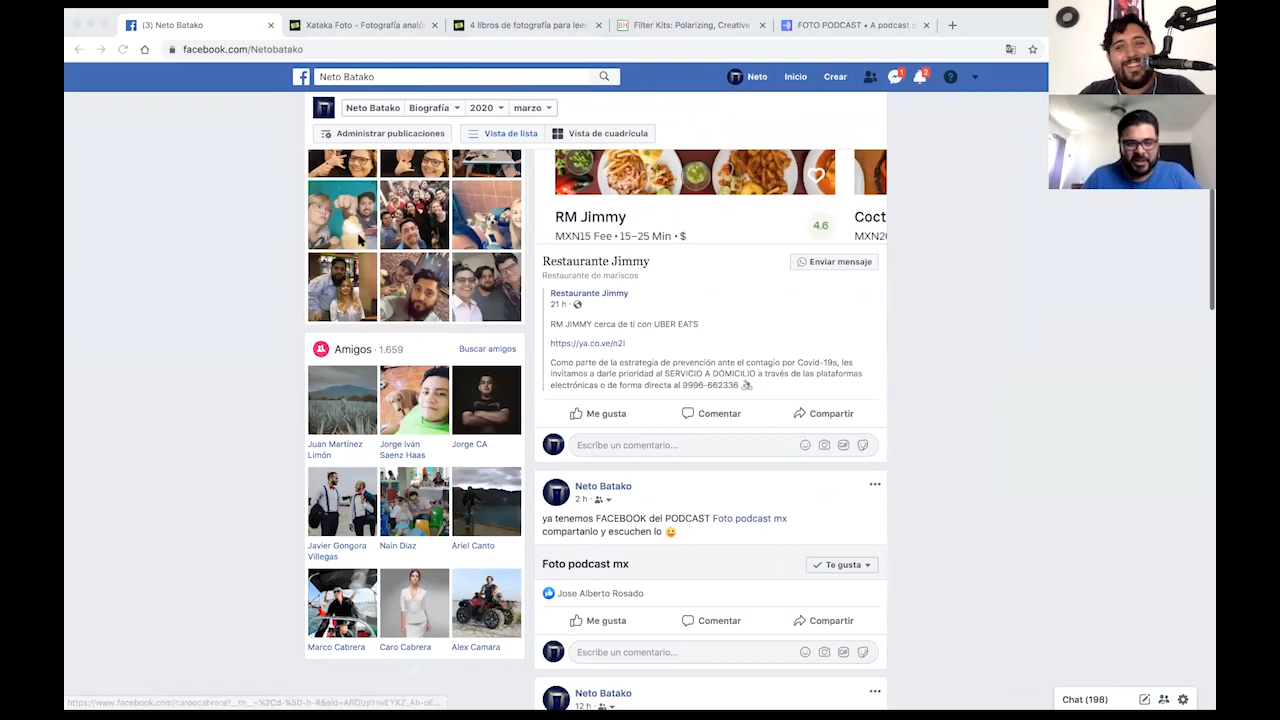 (3) Neto Batako
Xataka Foto - Fotografía analó
4 libros de fotografía para leer
Filter Kits: Polarizing, Creative
FOTO PODCAST • A podcast o
facebook.com/Netobatako
Neto Batako
Neto
Inicio
Crear
1
2
Neto Batako
Biografía
2020
marzo
Administrar publicaciones
Vista de lista
Vista de cuadrícula
RM Jimmy
4.6
MXN15 Fee • 15–25 Min • $
Coct
MXN2
Restaurante Jimmy
Enviar mensaje
Restaurante de mariscos
Restaurante Jimmy
21 h ·
RM JIMMY cerca de ti con UBER EATS
https://ya.co.ve/n2i
Como parte de la estrategia de prevención ante el contagio por Covid-19s, les
invitamos a darle prioridad al SERVICIO A DOMICILIO a través de las plataformas
electrónicas o de forma directa al 9996-662336
Me gusta
Comentar
Compartir
Escribe un comentario...
GIF
Amigos · 1.659
Buscar amigos
Juan Martínez
Limón
Jorge Ivan
Saenz Haas
Jorge CA
Javier Gongora
Villegas
Nain Diaz
Ariel Canto
Marco Cabrera
Caro Cabrera
Alex Camara
Neto Batako
2 h ·
ya tenemos FACEBOOK del PODCAST Foto podcast mx
compartanlo y escuchen lo
Foto podcast mx
Te gusta
Jose Alberto Rosado
Me gusta
Comentar
Compartir
Escribe un comentario...
GIF
Neto Batako
12 h ·
Chat (198)